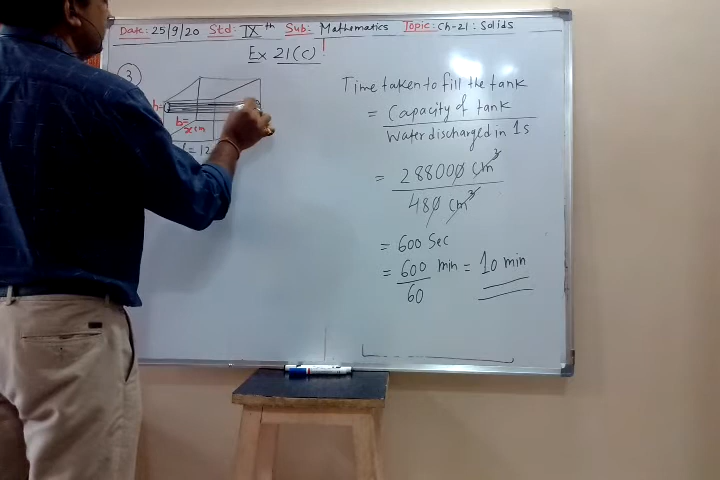 Date: 25/9/20 Std: IXth Sub: Mathematics Topic: Ch-21: Solids
Ex 21(C)
3
h=
b=
x cm
= 12
Time taken to fill the tank
= Capacity of tank
Water discharged in 1s
= 288000 cm³
480 cm³
= 600 Sec
= 600 min = 10 min
60